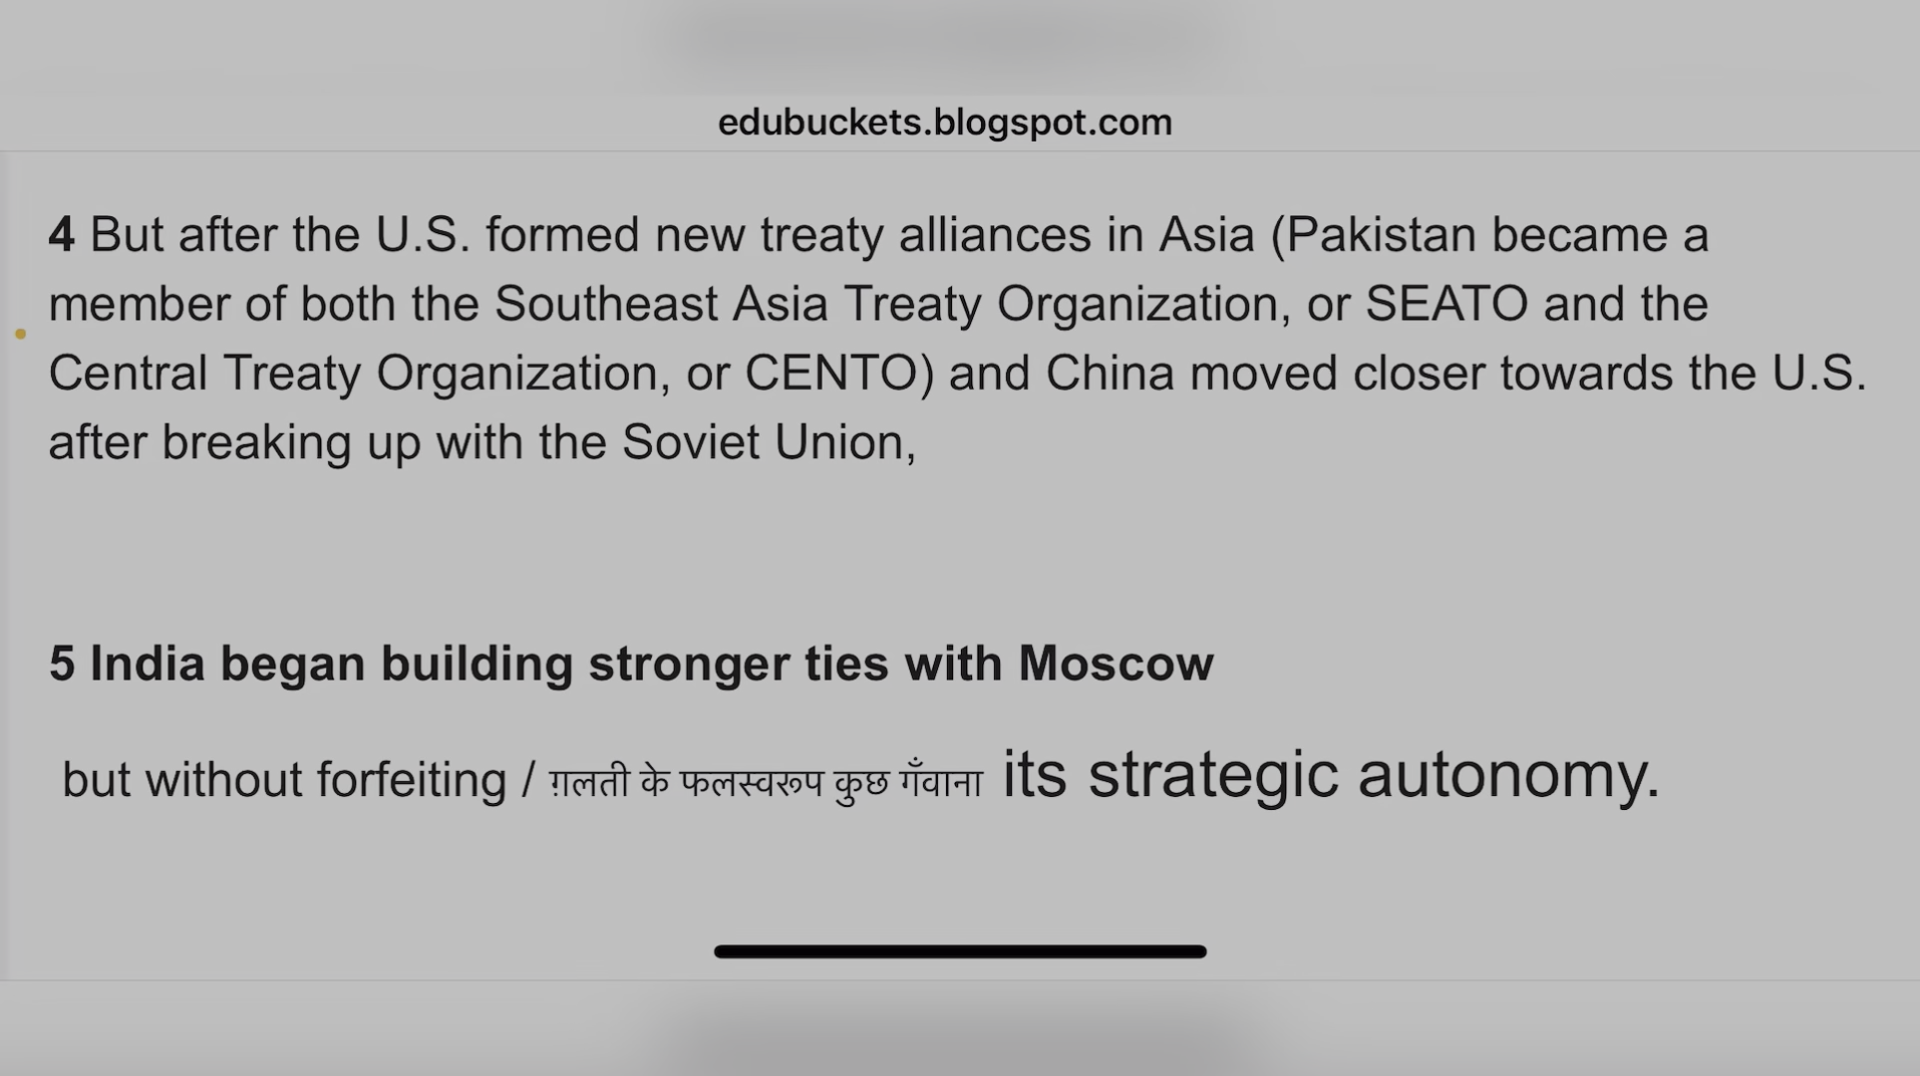 edubuckets.blogspot.com
4 But after the U.S. formed new treaty alliances in Asia (Pakistan became a
member of both the Southeast Asia Treaty Organization, or SEATO and the
Central Treaty Organization, or CENTO) and China moved closer towards the U.S.
after breaking up with the Soviet Union,
5 India began building stronger ties with Moscow
but without forfeiting / ग़लती के फलस्वरूप कुछ गँवाना its strategic autonomy.